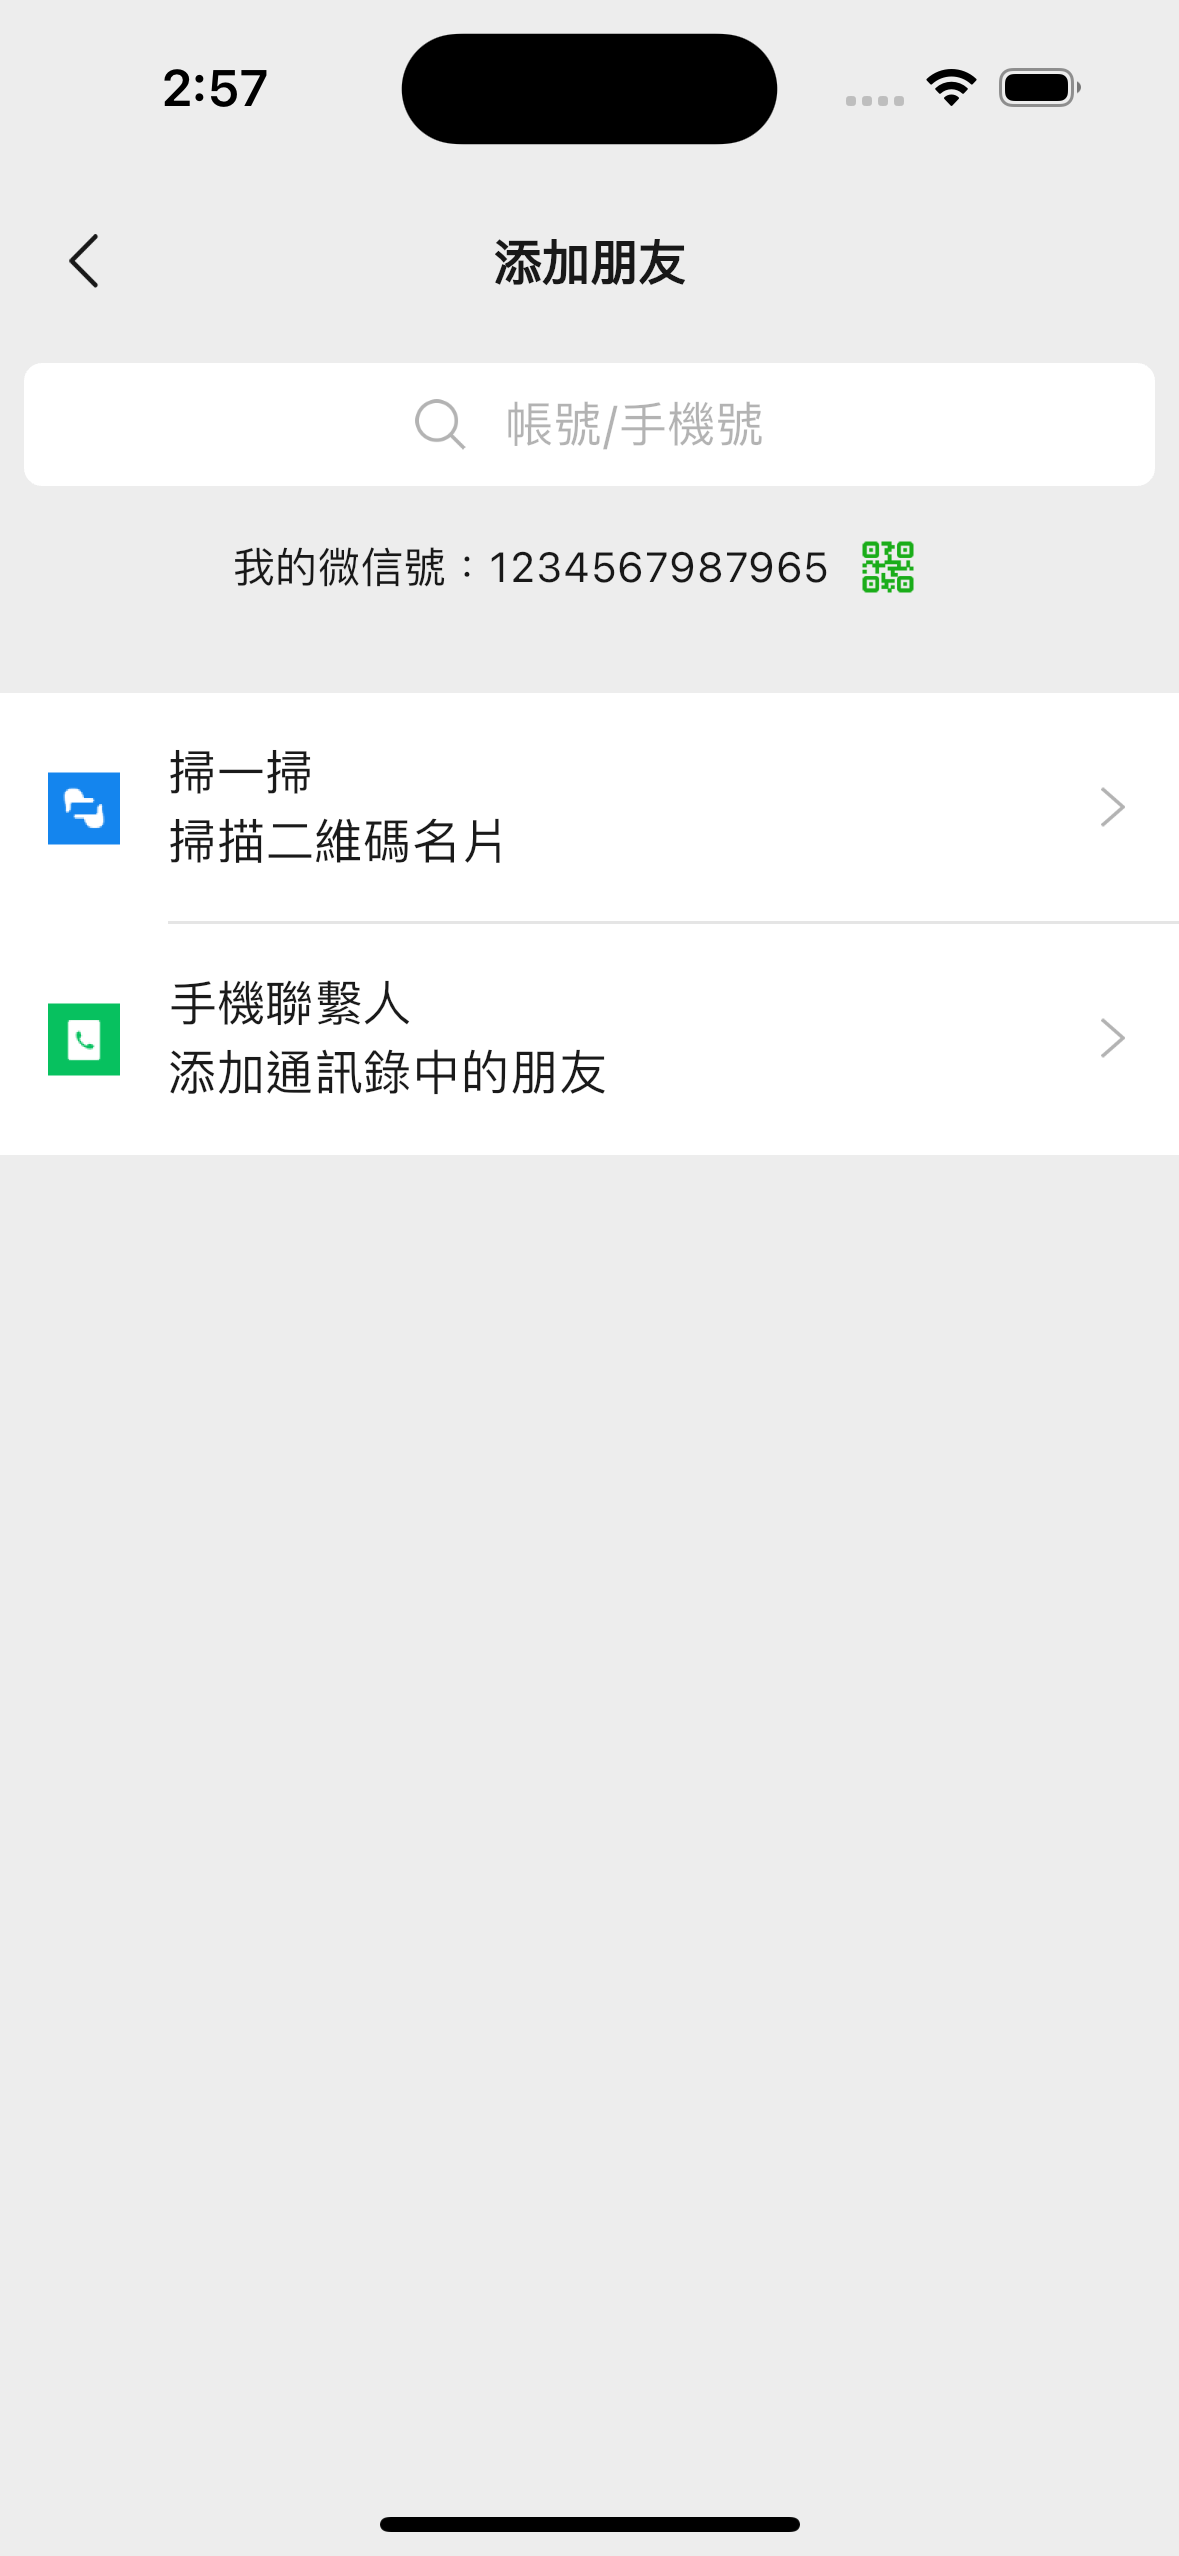 2:57
添加朋友
帳號/手機號
我的微信號：1234567987965
掃一掃
掃描二維碼名片
手機聯繫人
添加通訊錄中的朋友